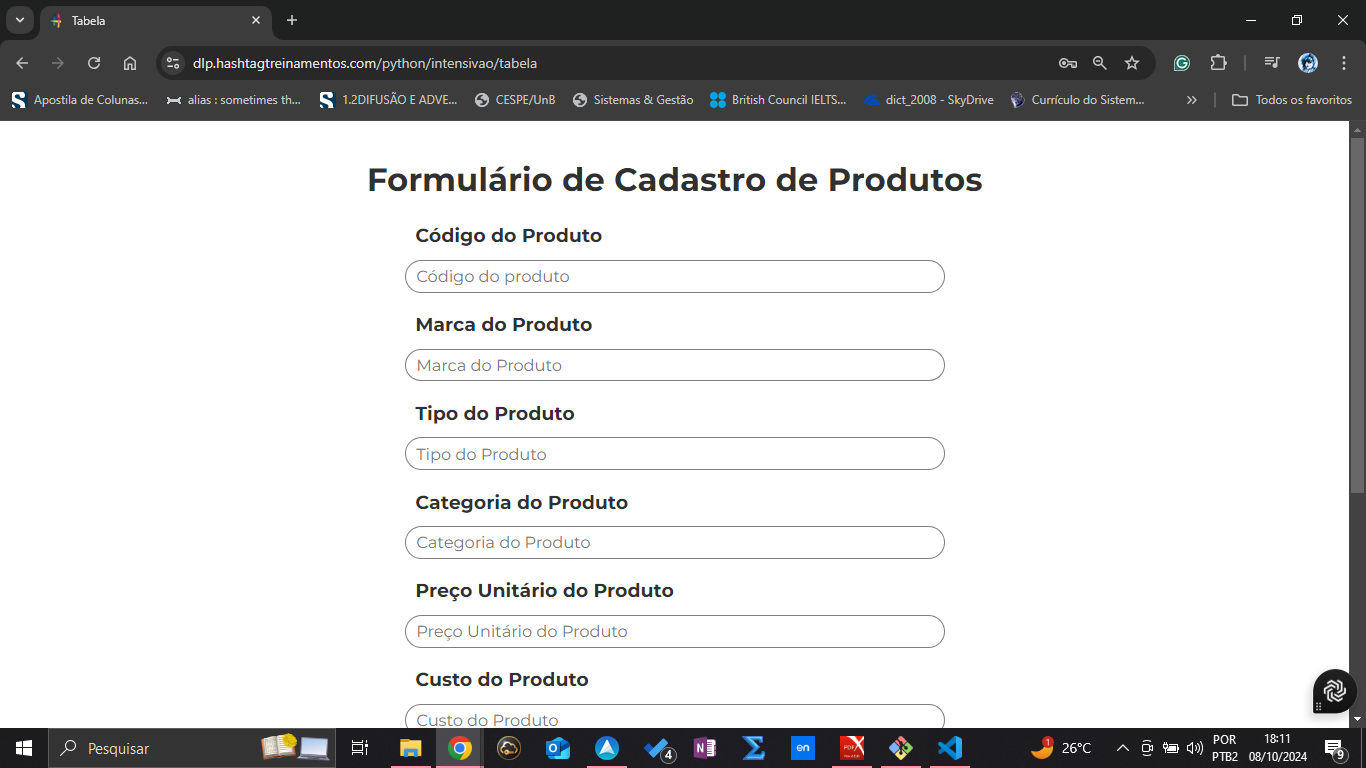 Tabela
dlp.hashtagtreinamentos.com/python/intensivao/tabela
Apostila de Colunas... alias : sometimes th... 1.2DIFUSÃO E ADVE... CESPE/UnB Sistemas & Gestão British Council IELTS... dict_2008 - SkyDrive Currículo do Sistem... Todos os favoritos
Formulário de Cadastro de Produtos
Código do Produto
Código do produto
Marca do Produto
Marca do Produto
Tipo do Produto
Tipo do Produto
Categoria do Produto
Categoria do Produto
Preço Unitário do Produto
Preço Unitário do Produto
Custo do Produto
Custo do Produto
Pesquisar 4 en 1 26°C POR 18:11
PTB2 08/10/2024 9